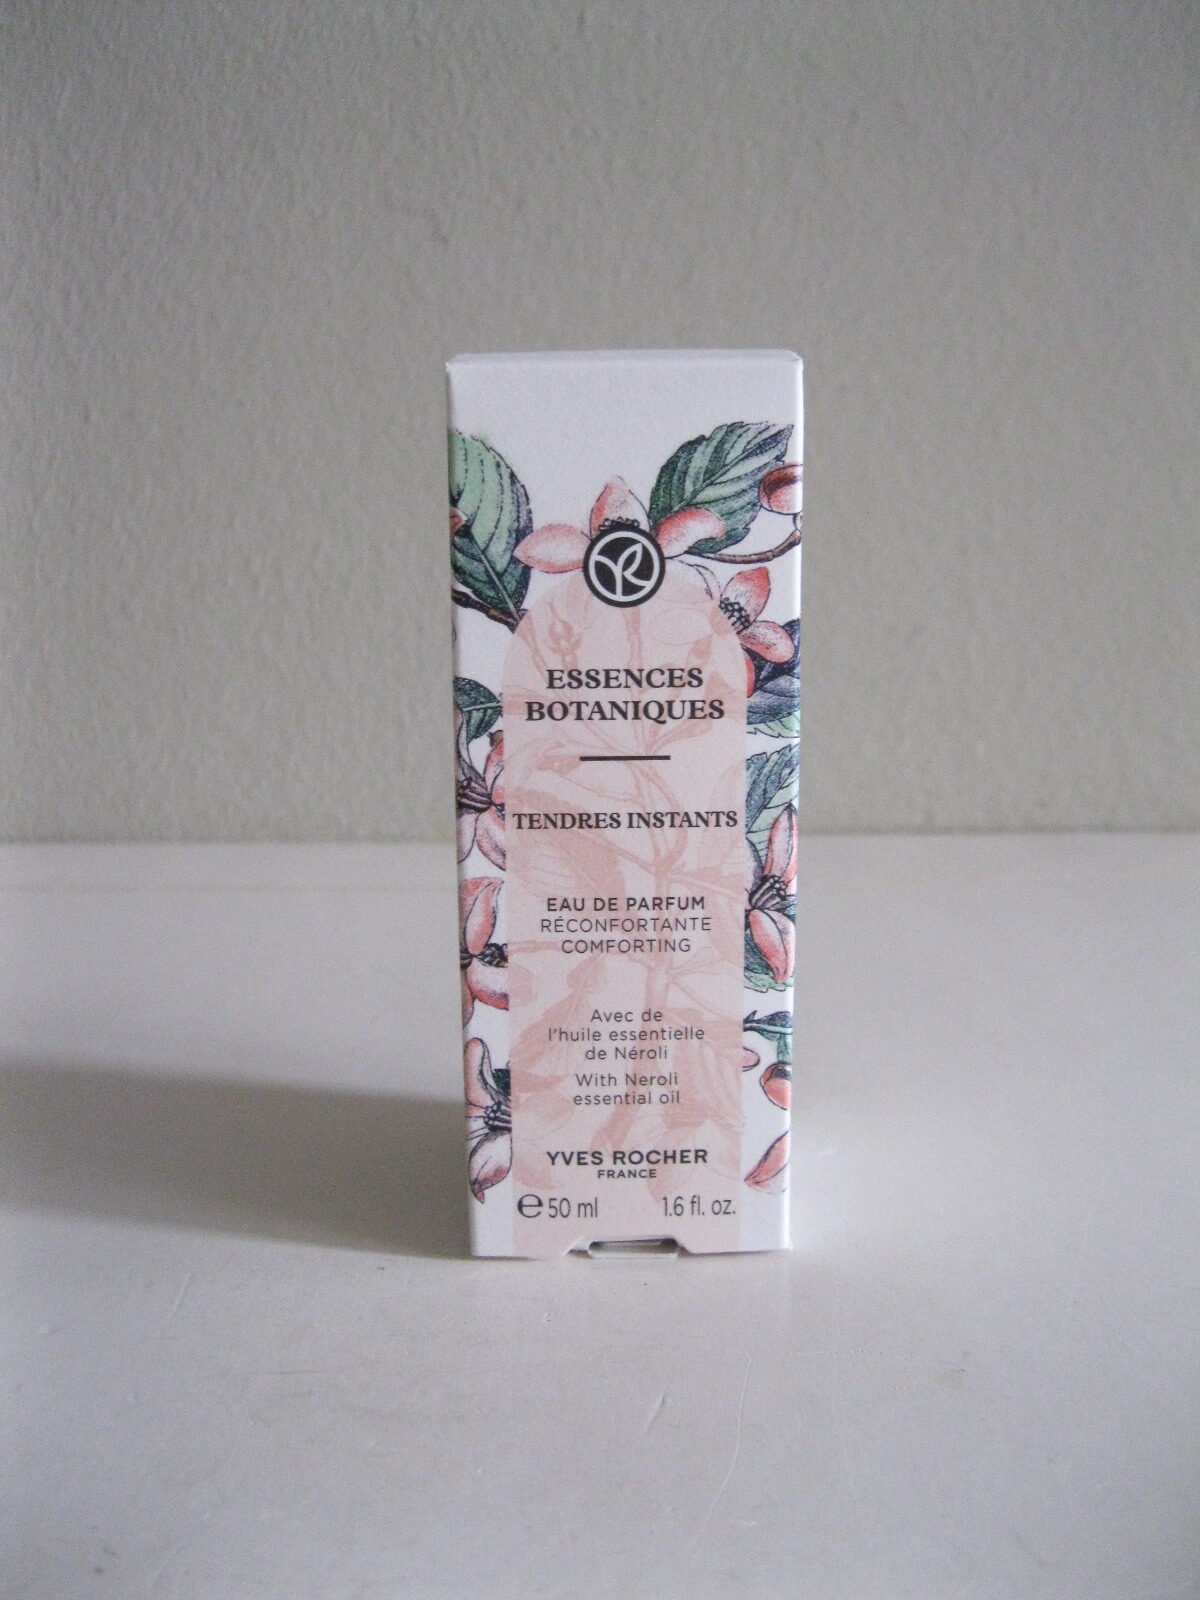 ESSENCES
BOTANIQUES
TENDRES INSTANTS
EAU DE PARFUM
RÉCONFORTANTE
COMFORTING
Avec de
l'huile essentielle
de Néroli
With Neroli
essential oil
YVES ROCHER
FRANCE
℮ 50 ml 1.6 fl. oz.